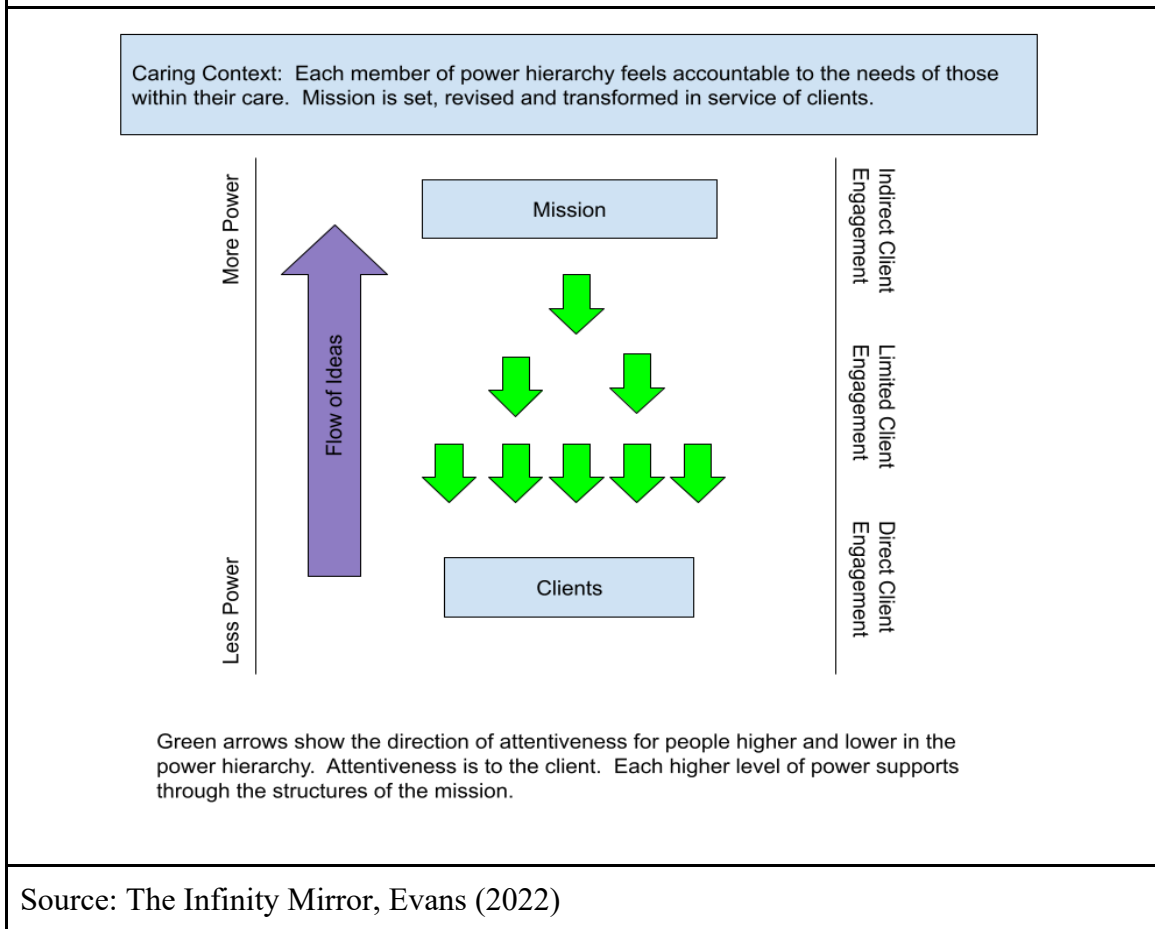 Caring Context:  Each member of power hierarchy feels accountable to the needs of those
within their care.  Mission is set, revised and transformed in service of clients.
More Power
Less Power
Flow of Ideas
Mission
Clients
Indirect Client
Engagement
Limited Client
Engagement
Direct Client
Engagement
Green arrows show the direction of attentiveness for people higher and lower in the
power hierarchy.  Attentiveness is to the client.  Each higher level of power supports
through the structures of the mission.
Source: The Infinity Mirror, Evans (2022)